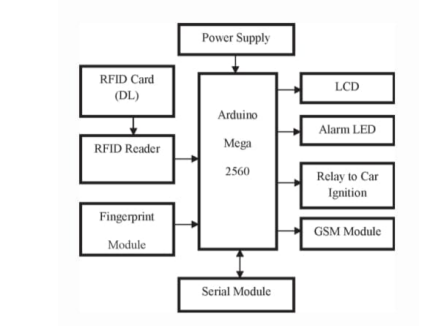 Power Supply
RFID Card
(DL)
RFID Reader
Fingerprint
Module
Arduino
Mega
2560
LCD
Alarm LED
Relay to Car
Ignition
GSM Module
Serial Module